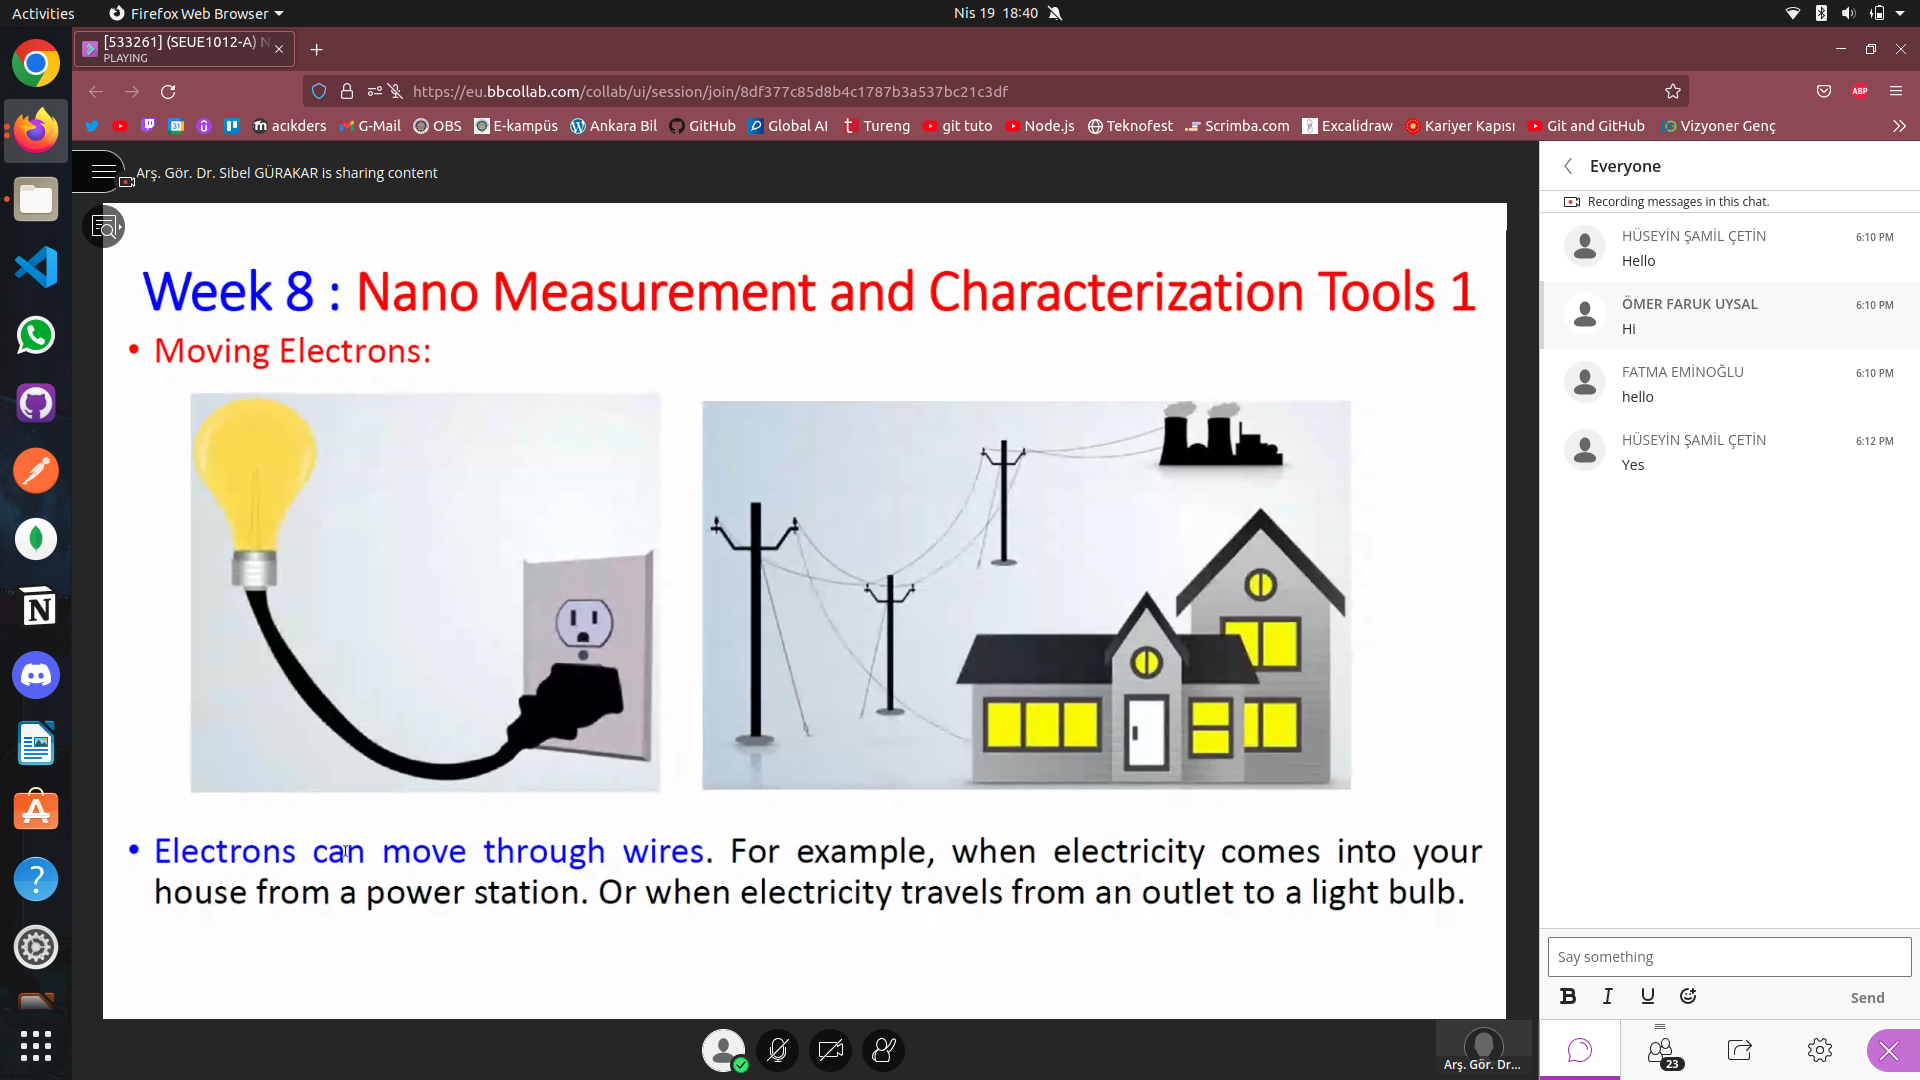 Activities
Firefox Web Browser
Nis 19 18:40
[533261] (SEUE1012-A) N
PLAYING
https://eu.bbcollab.com/collab/ui/session/join/8df377c85d8b4c1787b3a537bc21c3df
ABP
31
acıkders
G-Mail
OBS
E-kampüs
Ankara Bil
GitHub
Global AI
Tureng
git tuto
Node.js
Teknofest
Scrimba.com
Excalidraw
Kariyer Kapısı
Git and GitHub
Vizyoner Genç
Arş. Gör. Dr. Sibel GÜRAKAR is sharing content
Week 8 : Nano Measurement and Characterization Tools 1
• Moving Electrons:
• Electrons can move through wires. For example, when electricity comes into your
house from a power station. Or when electricity travels from an outlet to a light bulb.
Arş. Gör. Dr...
Everyone
Recording messages in this chat.
HÜSEYİN ŞAMİL ÇETİN 6:10 PM
Hello
ÖMER FARUK UYSAL 6:10 PM
Hi
FATMA EMİNOĞLU 6:10 PM
hello
HÜSEYİN ŞAMİL ÇETİN 6:12 PM
Yes
Say something
B I U
Send
23